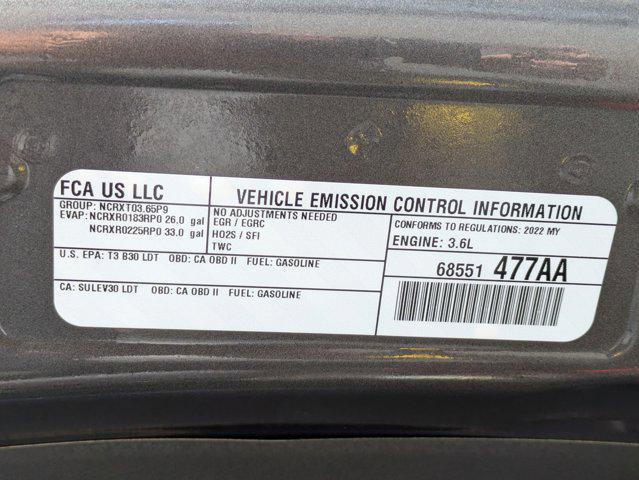 FCA US LLC
VEHICLE EMISSION CONTROL INFORMATION
GROUP: NCRXT03.65P9
EVAP: NCRXR0183RP0 26.0 gal
NCRXR0225RP0 33.0 gal
NO ADJUSTMENTS NEEDED
EGR / EGRC
HO2S / SFI
TWC
CONFORMS TO REGULATIONS: 2022 MY
ENGINE: 3.6L
U.S. EPA: T3 B30 LDT OBD: CA OBD II FUEL: GASOLINE
CA: SULEV30 LDT OBD: CA OBD II FUEL: GASOLINE
68551 477AA